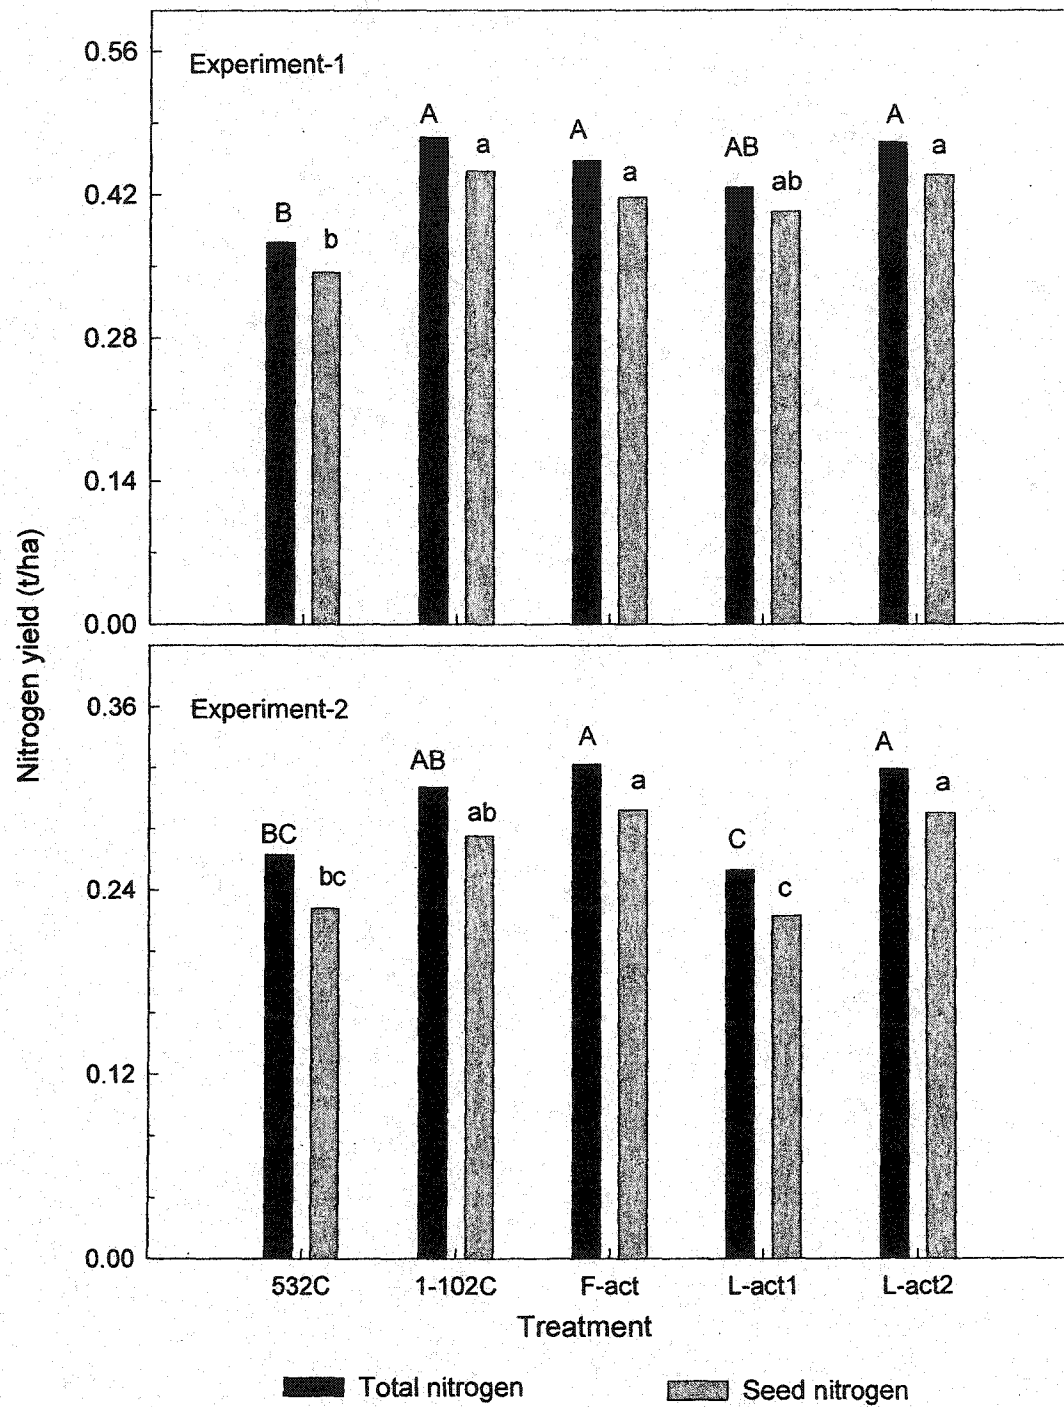 Nitrogen yield (t/ha)
Experiment-1
0.56
0.42
0.28
0.14
0.00
B
b
A
a
A
a
AB
ab
A
a
Experiment-2
0.36
0.24
0.12
0.00
BC
bc
AB
ab
A
a
C
c
A
a
532C 1-102C F-act L-act1 L-act2
Treatment
Total nitrogen Seed nitrogen